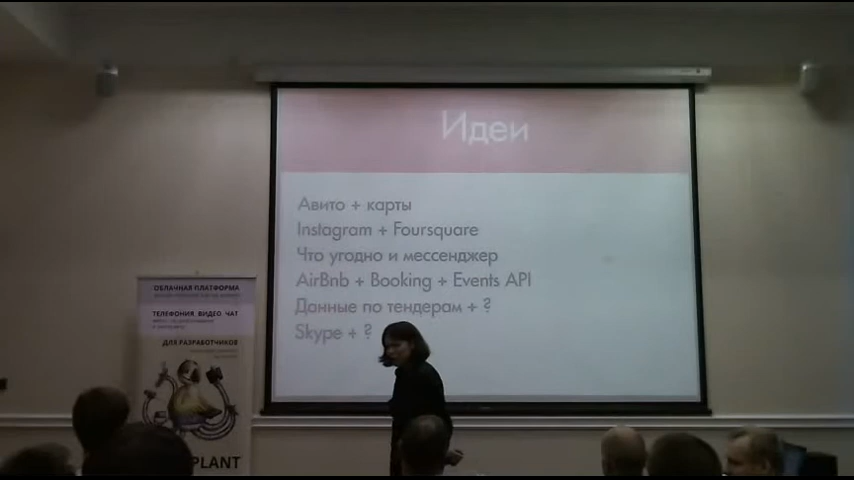 Идеи
Авито + карты
Instagram + Foursquare
Что угодно и мессенджер
AirBnb + Booking + Events API
Данные по тендерам + ?
Skype + ?
ОБЛАЧНАЯ ПЛАТФОРМА
ТЕЛЕФОНИЯ ВИДЕО ЧАТ
ДЛЯ РАЗРАБОТЧИКОВ
PLANT